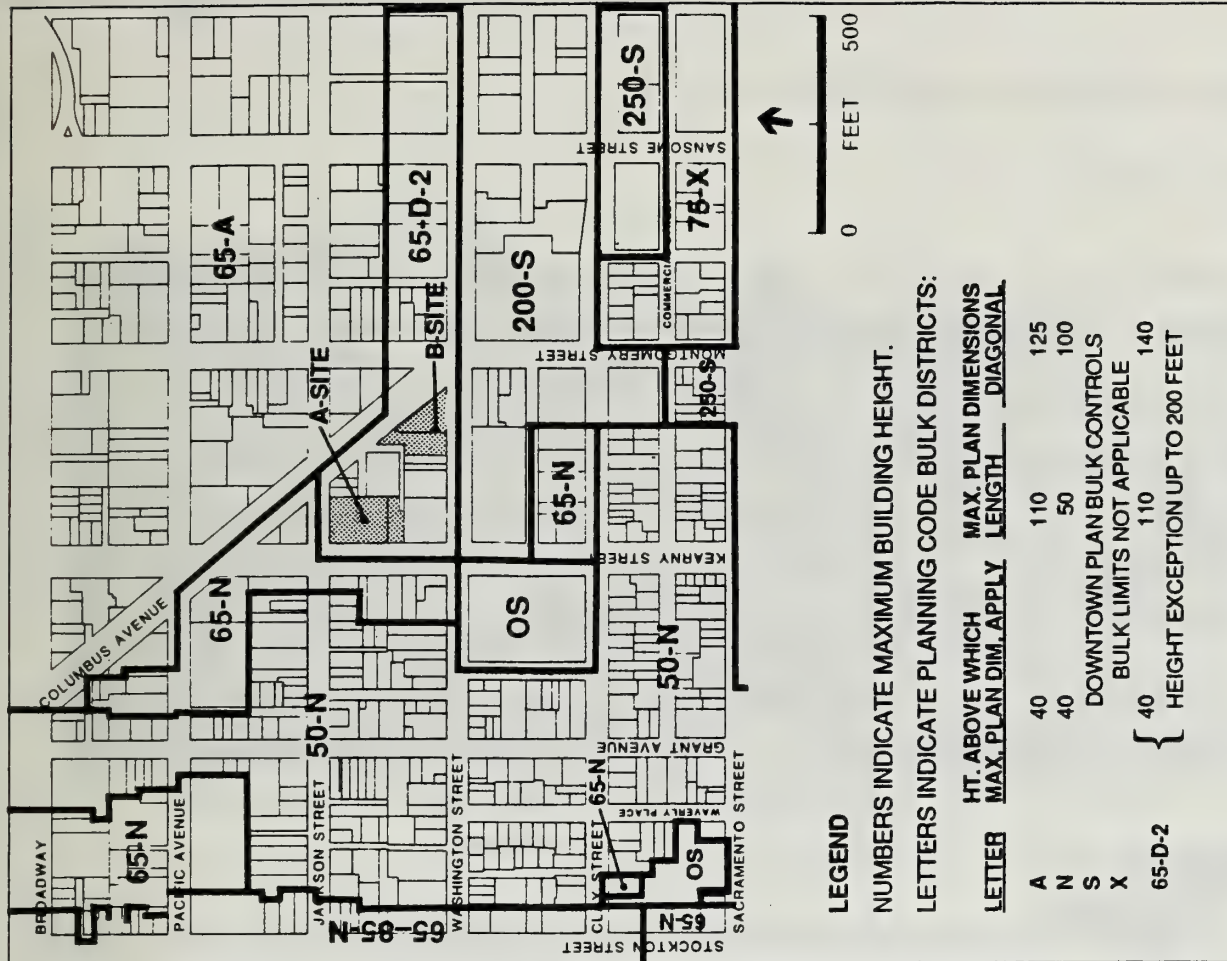 COLUMBUS AVENUE
BROADWAY
65-N
PACIFIC AVENUE
65-N
65-A
JACKSON STREET
50-N
A-SITE
65-D-2
65-85-N
WASHINGTON STREET
B-SITE
OS
KEARNY STREET
65-N
200-S
MONTGOMERY STREET
SANSOME STREET
250-S
65-N
CLAY STREET
WAVERLY PLACE
GRANT AVENUE
50-N
250-S
COMMERCIAL
75-X
STOCKTON STREET
65-N
OS
SACRAMENTO STREET
0 FEET 500
LEGEND
NUMBERS INDICATE MAXIMUM BUILDING HEIGHT.
LETTERS INDICATE PLANNING CODE BULK DISTRICTS:
HT. ABOVE WHICH MAX. PLAN DIMENSIONS
LETTER MAX. PLAN DIM. APPLY LENGTH DIAGONAL
A 40 110 125
N 40 50 100
S DOWNTOWN PLAN BULK CONTROLS
X BULK LIMITS NOT APPLICABLE
65-D-2 { 40 110 140
HEIGHT EXCEPTION UP TO 200 FEET